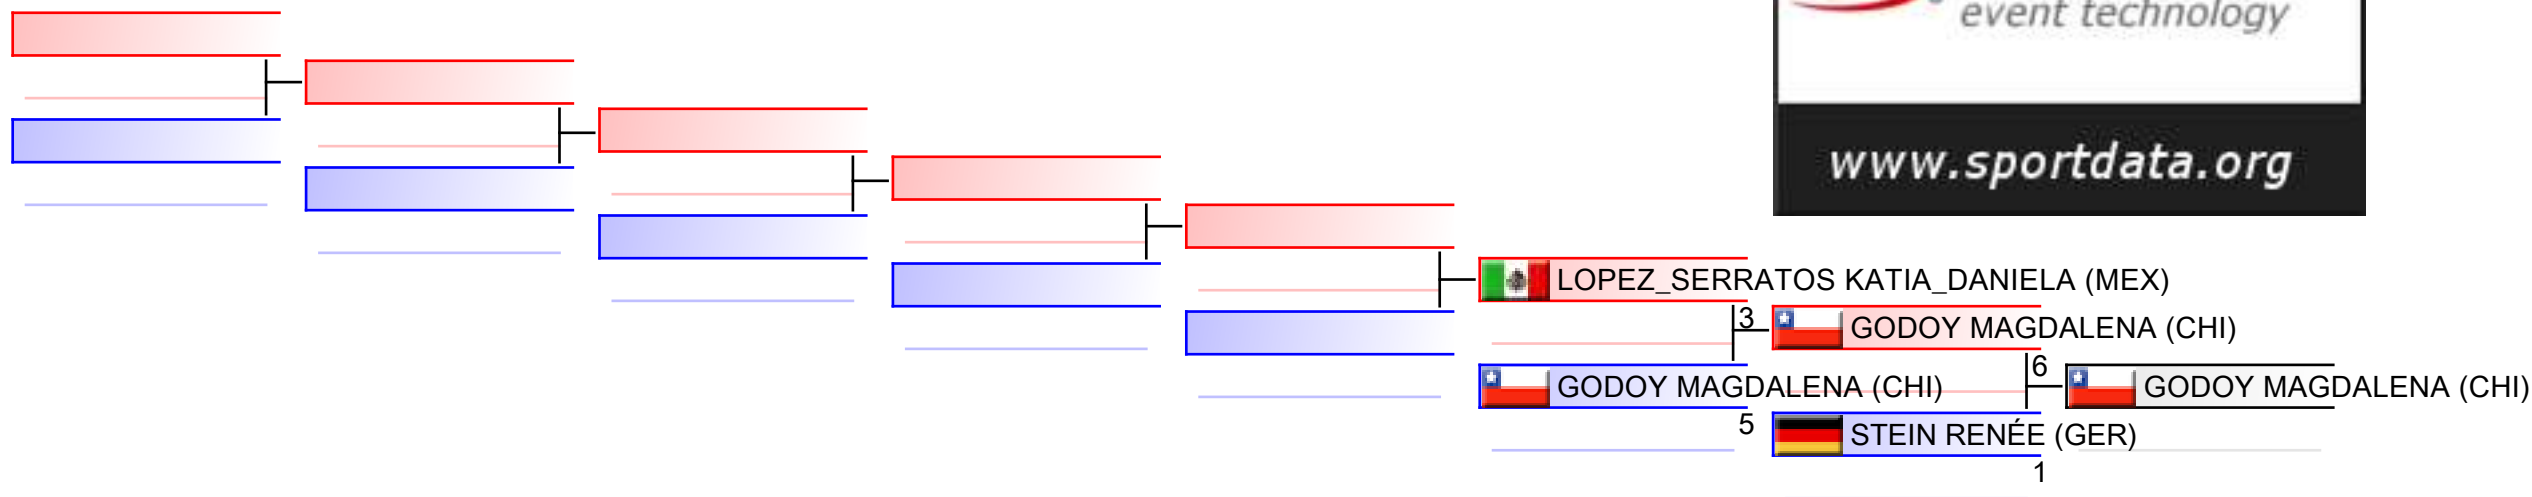 event technology
www.sportdata.org
LOPEZ_SERRATOS KATIA_DANIELA (MEX)
3
GODOY MAGDALENA (CHI)
6
GODOY MAGDALENA (CHI)
GODOY MAGDALENA (CHI)
5
STEIN RENÉE (GER)
1